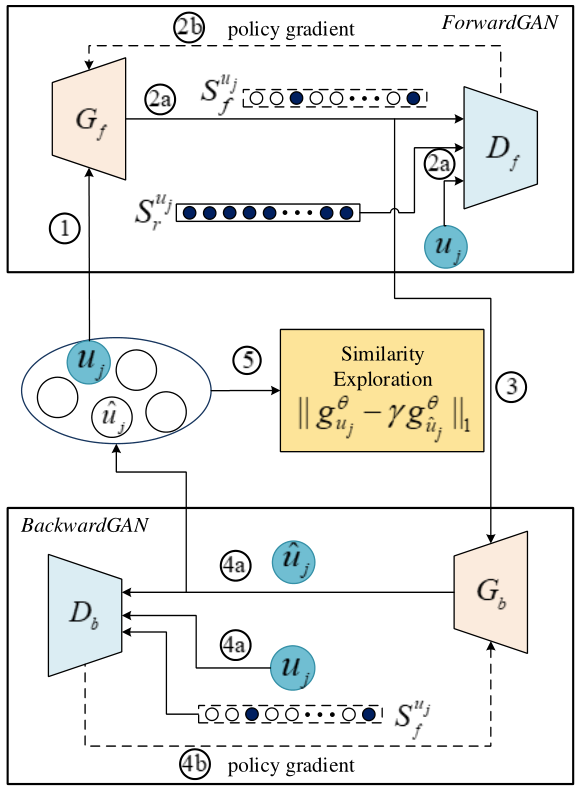 2b policy gradient ForwardGAN
G_f 2a S_f^{u_j} D_f
2a
S_r^{u_j}
1 u_j
u_j
û_j
5 Similarity
Exploration
|| g_{u_j}^θ − γ g_{û_j}^θ ||_1
3
BackwardGAN
4a û_j
D_b G_b
4a u_j
S_f^{u_j}
4b policy gradient